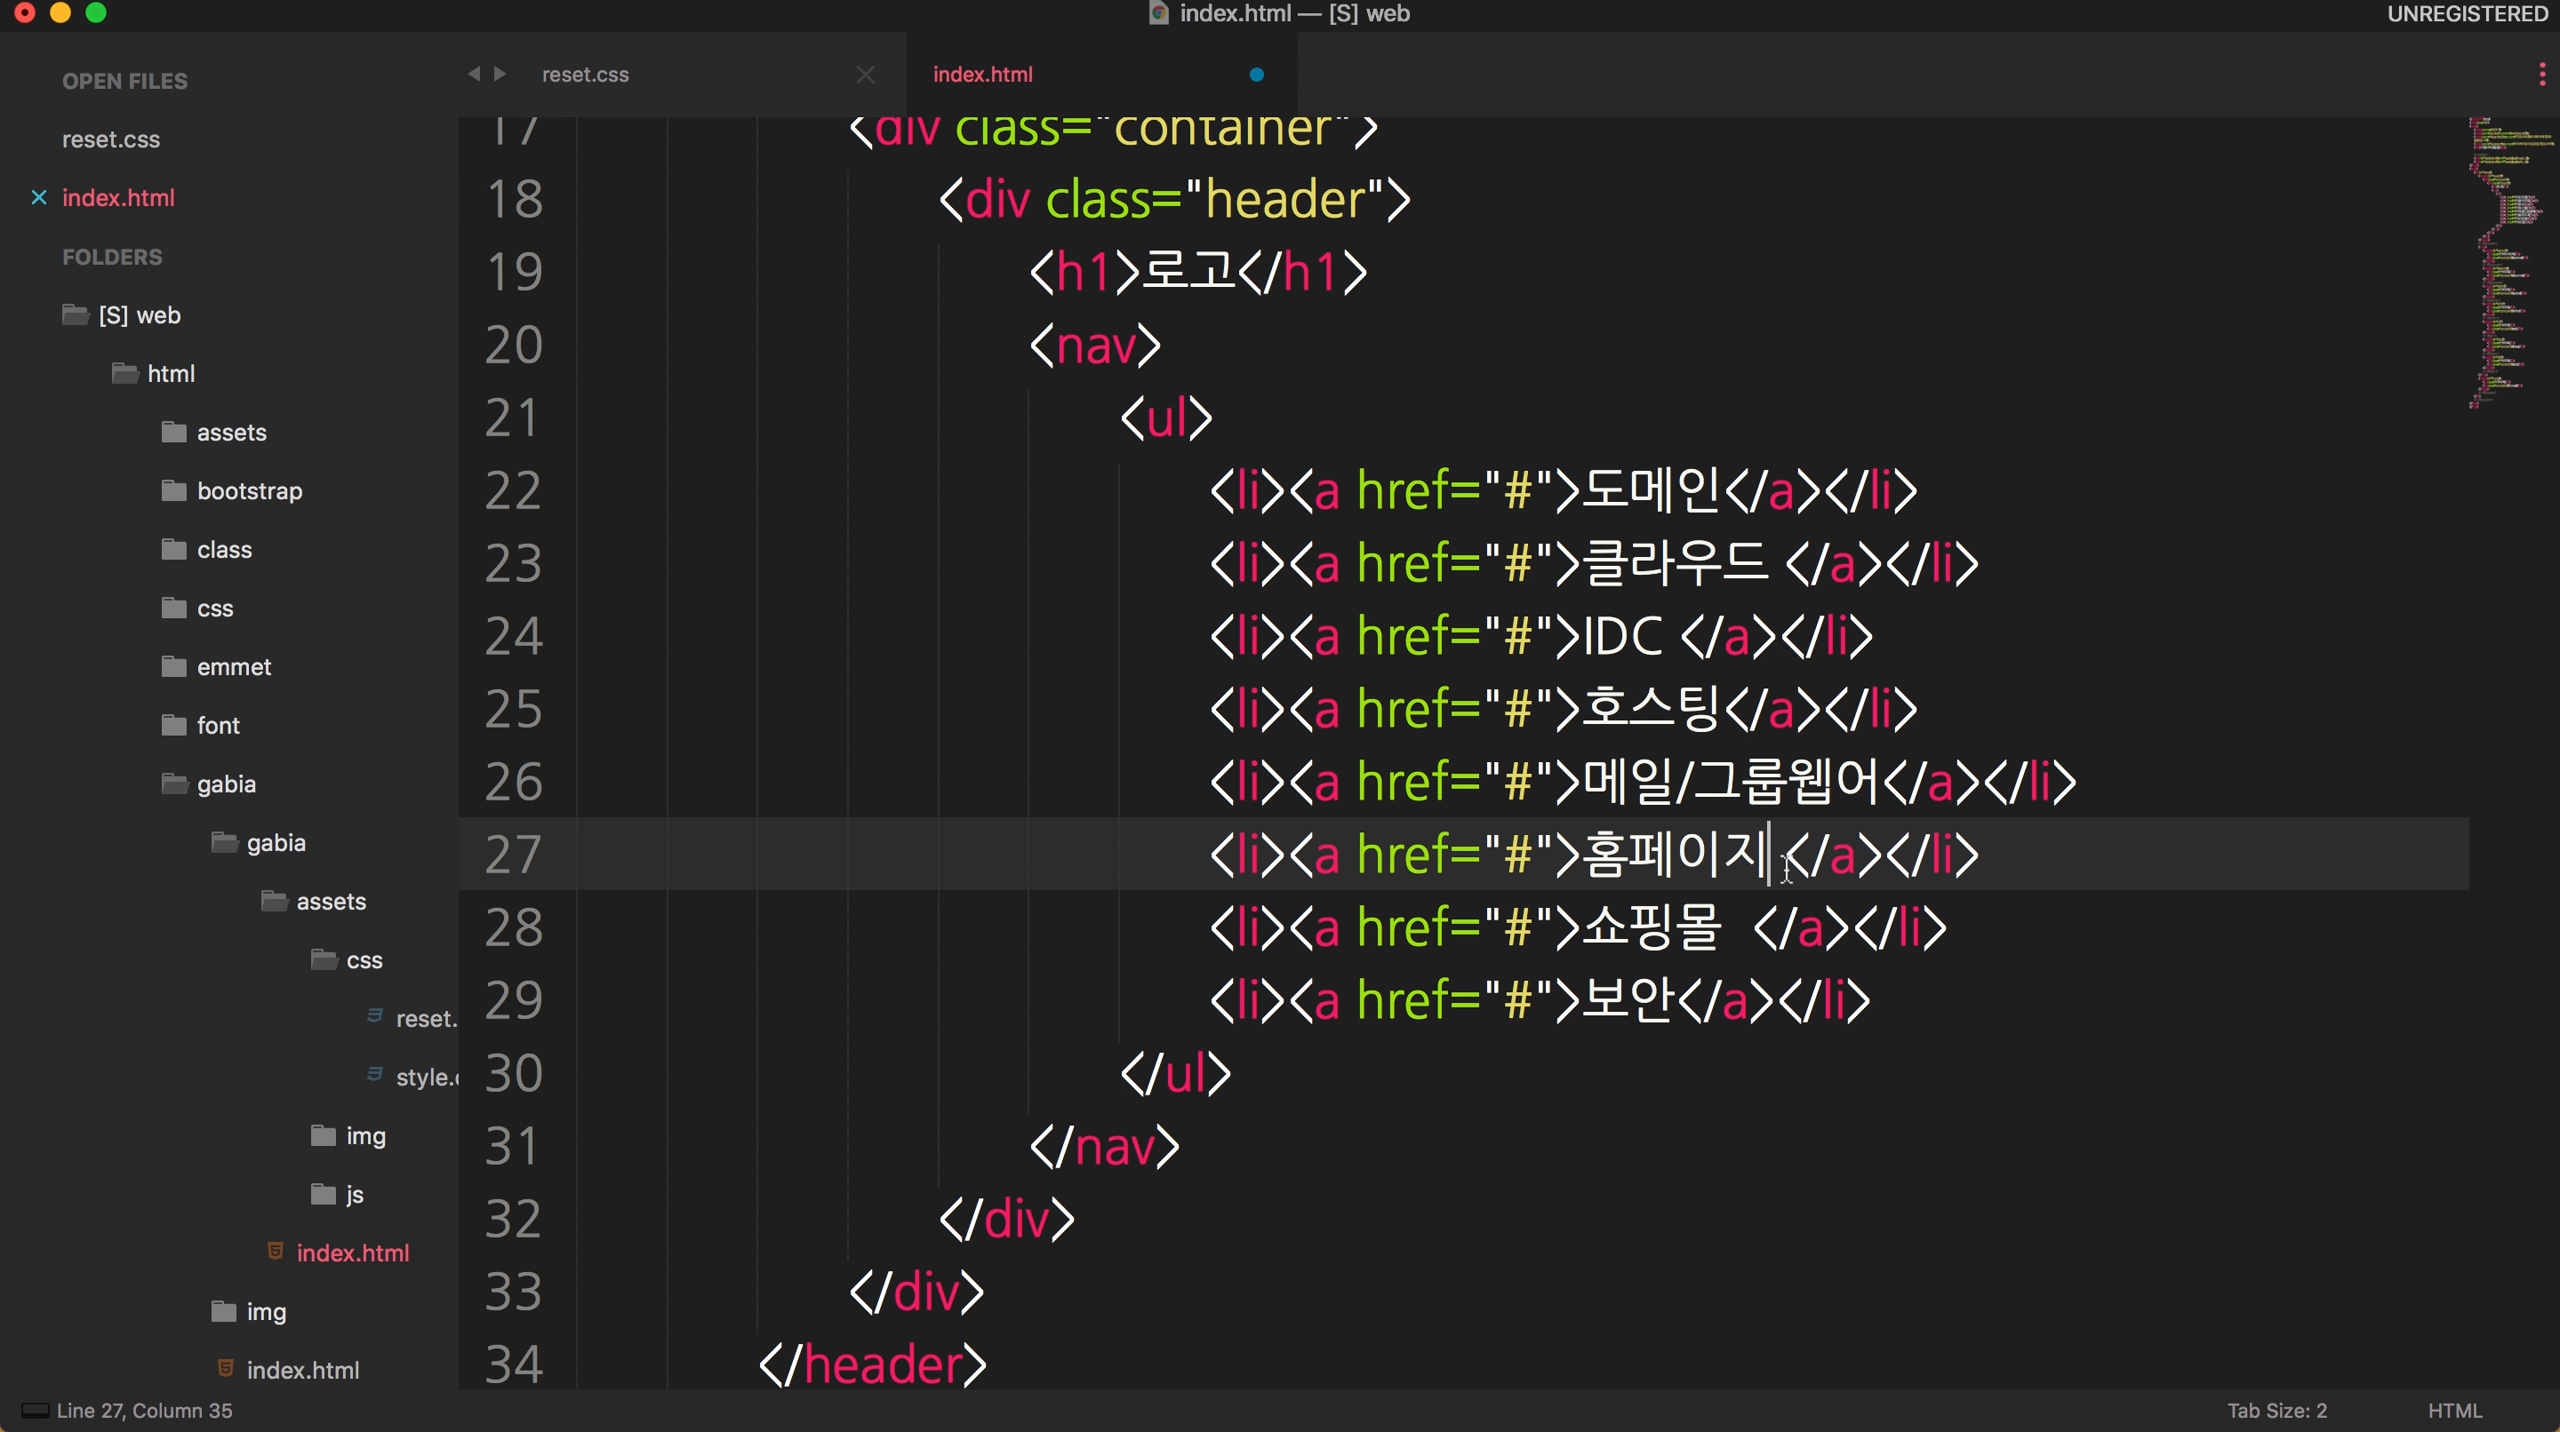 index.html — [S] web
UNREGISTERED
OPEN FILES
reset.css
index.html
FOLDERS
[S] web
html
assets
bootstrap
class
css
emmet
font
gabia
gabia
assets
css
reset.
style.
img
js
index.html
img
index.html
reset.css
index.html
17 <div class="container">
18 <div class="header">
19 <h1>로고</h1>
20 <nav>
21 <ul>
22 <li><a href="#">도메인</a></li>
23 <li><a href="#">클라우드 </a></li>
24 <li><a href="#">IDC </a></li>
25 <li><a href="#">호스팅</a></li>
26 <li><a href="#">메일/그룹웹어</a></li>
27 <li><a href="#">홈페이지 </a></li>
28 <li><a href="#">쇼핑몰  </a></li>
29 <li><a href="#">보안</a></li>
30 </ul>
31 </nav>
32 </div>
33 </div>
34 </header>
Line 27, Column 35
Tab Size: 2
HTML